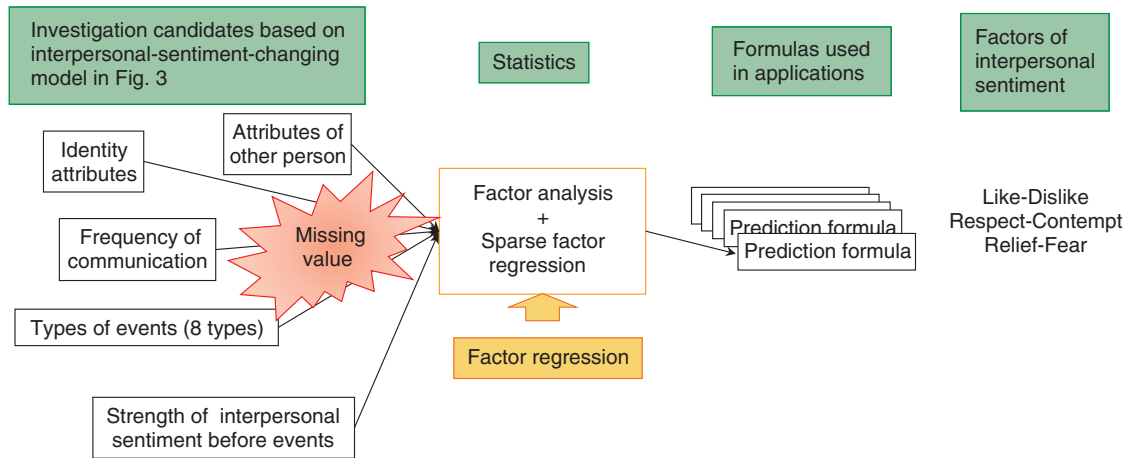 Investigation candidates based on
interpersonal-sentiment-changing
model in Fig. 3
Statistics
Formulas used
in applications
Factors of
interpersonal
sentiment
Attributes of
other person
Identity
attributes
Frequency of
communication
Missing
value
Types of events (8 types)
Strength of interpersonal
sentiment before events
Factor analysis
+
Sparse factor
regression
Factor regression
Prediction formula
Prediction formula
Like-Dislike
Respect-Contempt
Relief-Fear